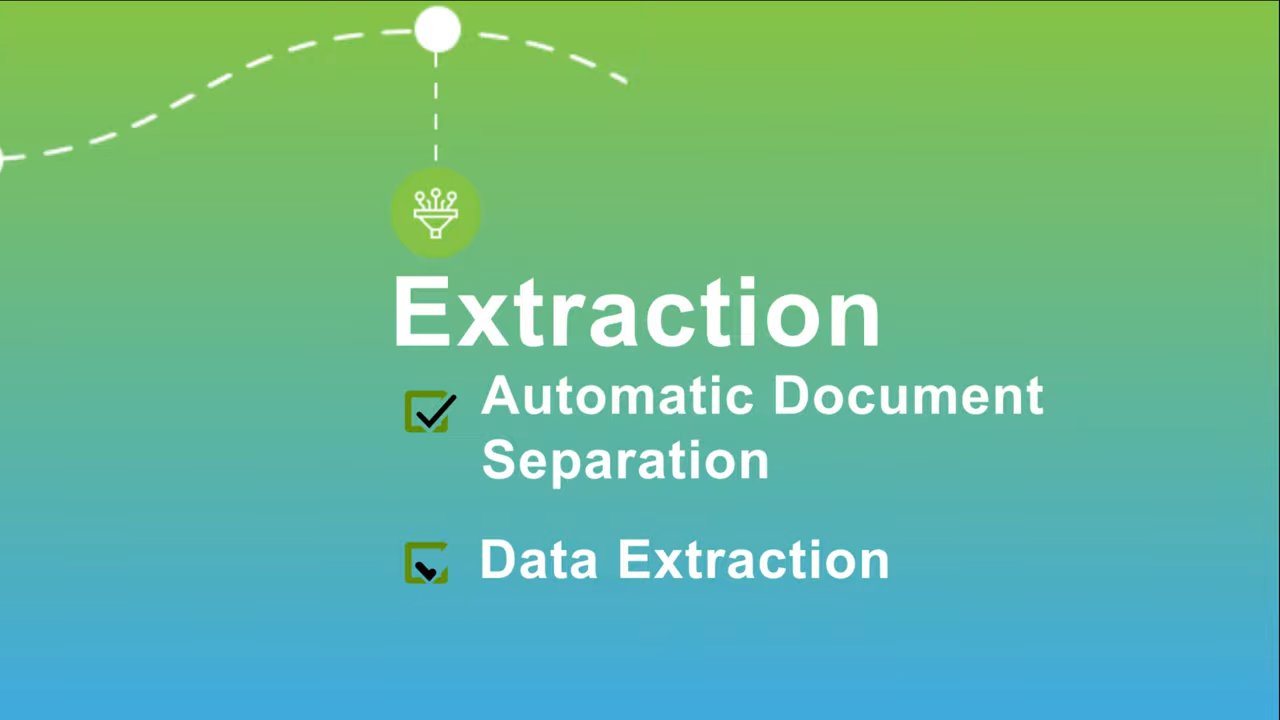 Extraction
Automatic Document
Separation
Data Extraction